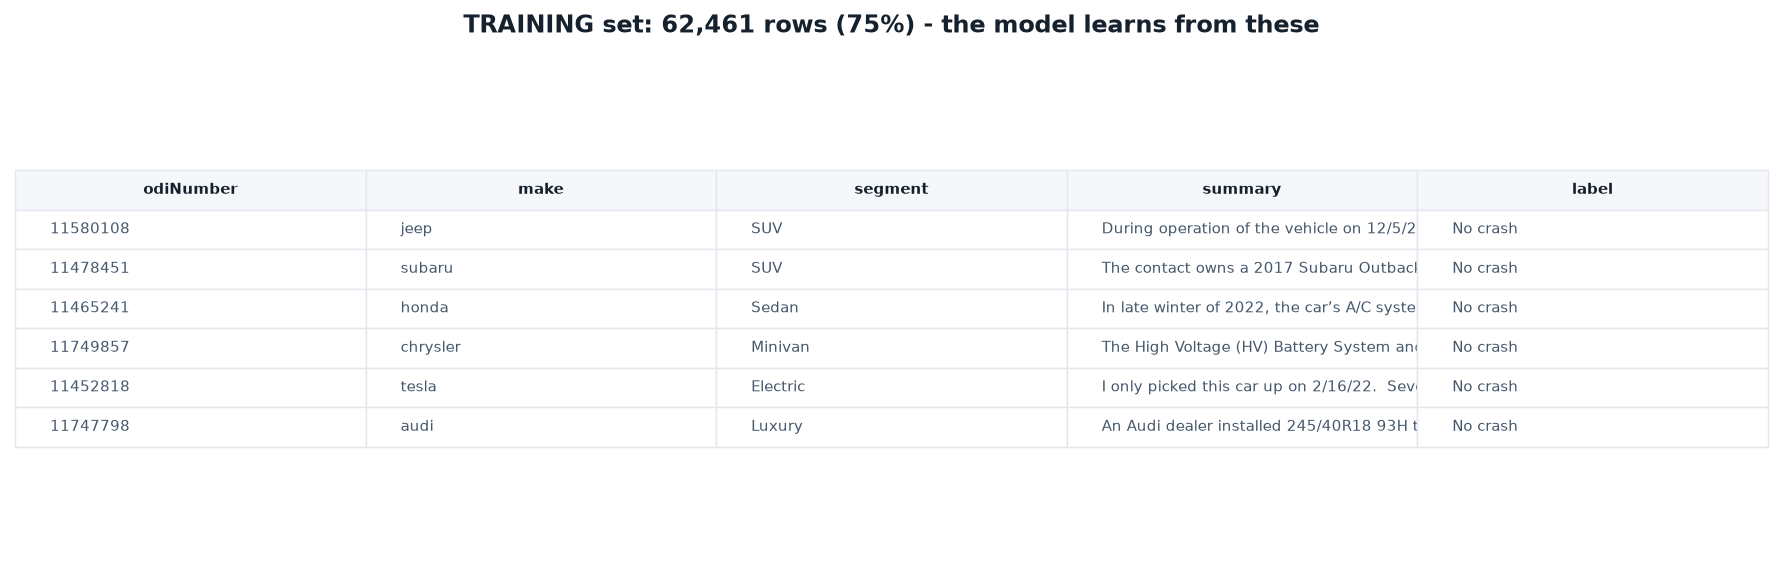 TRAINING set: 62,461 rows (75%) - the model learns from these
odiNumber make segment summary label
11580108 jeep SUV During operation of the vehicle on 12/5/2 No crash
11478451 subaru SUV The contact owns a 2017 Subaru Outback No crash
11465241 honda Sedan In late winter of 2022, the car’s A/C syste No crash
11749857 chrysler Minivan The High Voltage (HV) Battery System and No crash
11452818 tesla Electric I only picked this car up on 2/16/22.  Seve No crash
11747798 audi Luxury An Audi dealer installed 245/40R18 93H t No crash